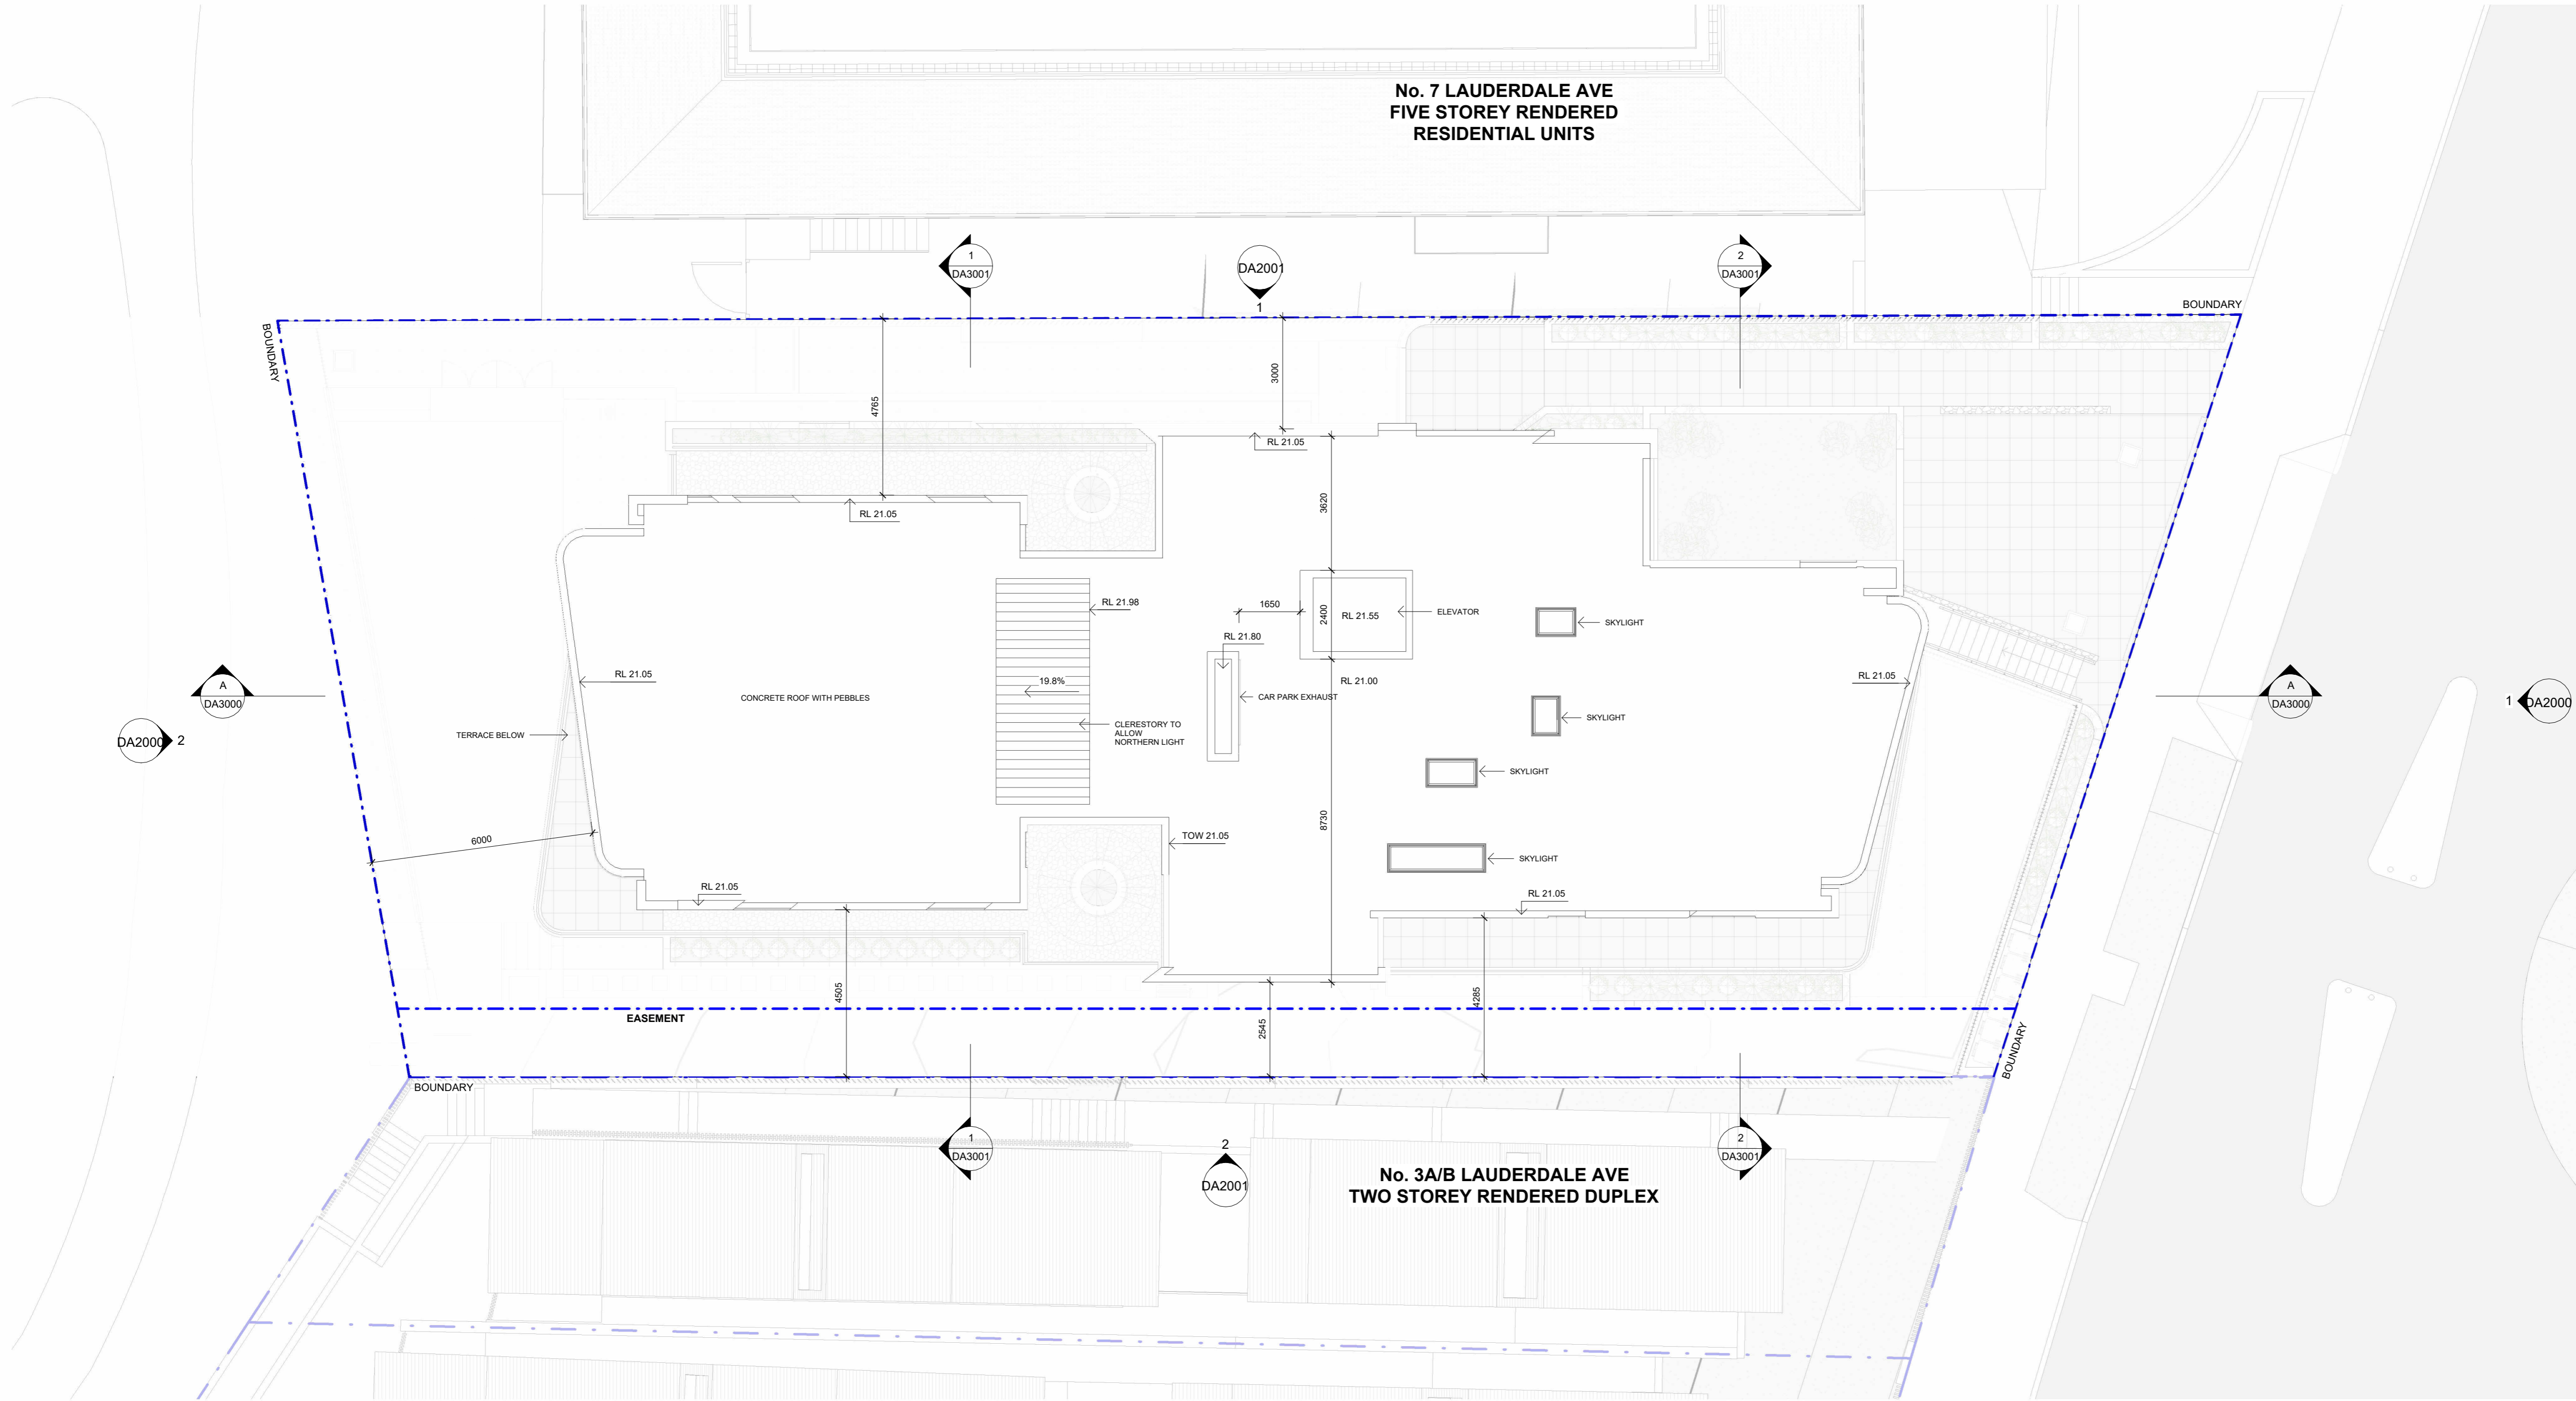 No. 7 LAUDERDALE AVE
FIVE STOREY RENDERED
RESIDENTIAL UNITS
1
DA3001
DA2001
1
2
DA3001
BOUNDARY
BOUNDARY
4765
3000
RL 21.05
RL 21.05
3620
RL 21.98
1650
2400
RL 21.55
ELEVATOR
SKYLIGHT
RL 21.80
RL 21.05
19.8%
RL 21.00
RL 21.05
A
DA3000
CONCRETE ROOF WITH PEBBLES
CAR PARK EXHAUST
A
DA3000
1
DA2000
SKYLIGHT
CLERESTORY TO
ALLOW
NORTHERN LIGHT
TERRACE BELOW
DA2000
2
SKYLIGHT
8730
6000
TOW 21.05
SKYLIGHT
RL 21.05
RL 21.05
4505
4285
EASEMENT
2545
BOUNDARY
BOUNDARY
1
DA3001
2
DA2001
2
DA3001
No. 3A/B LAUDERDALE AVE
TWO STOREY RENDERED DUPLEX